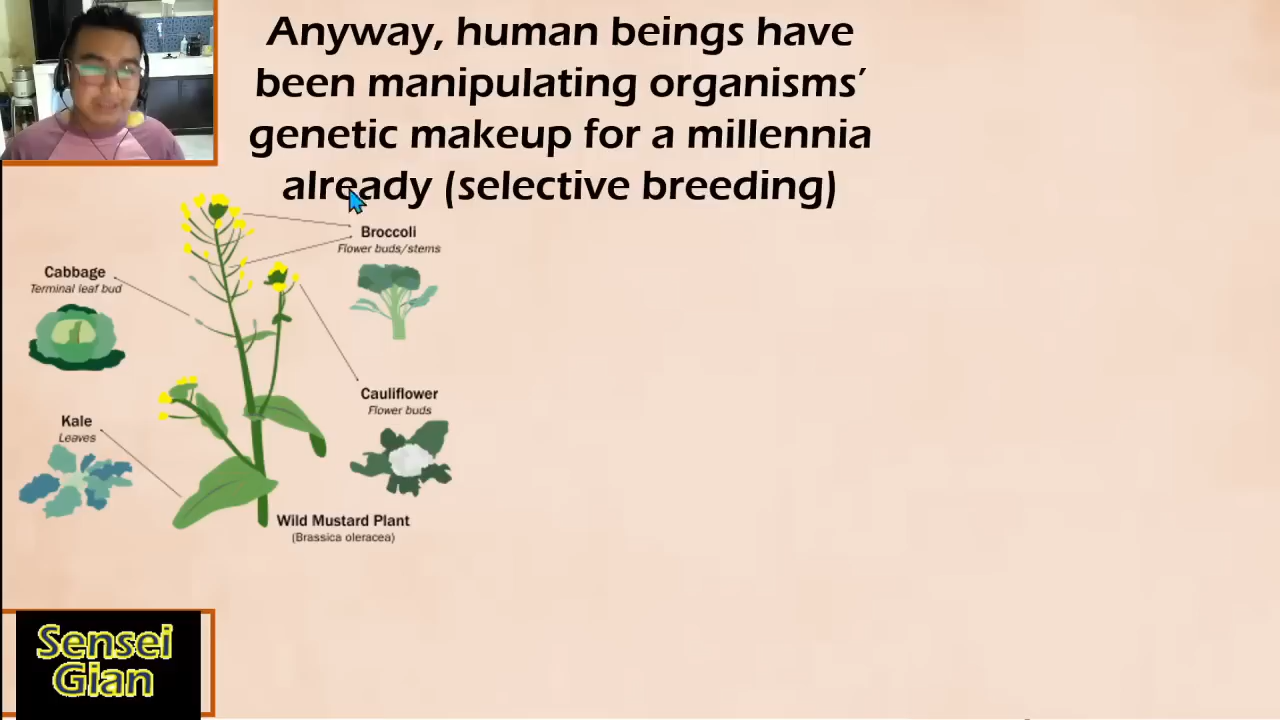 Anyway, human beings have
been manipulating organisms’
genetic makeup for a millennia
already (selective breeding)
Broccoli
Flower buds/stems
Cabbage
Terminal leaf bud
Cauliflower
Flower buds
Kale
Leaves
Wild Mustard Plant
(Brassica oleracea)
Sensei
Gian